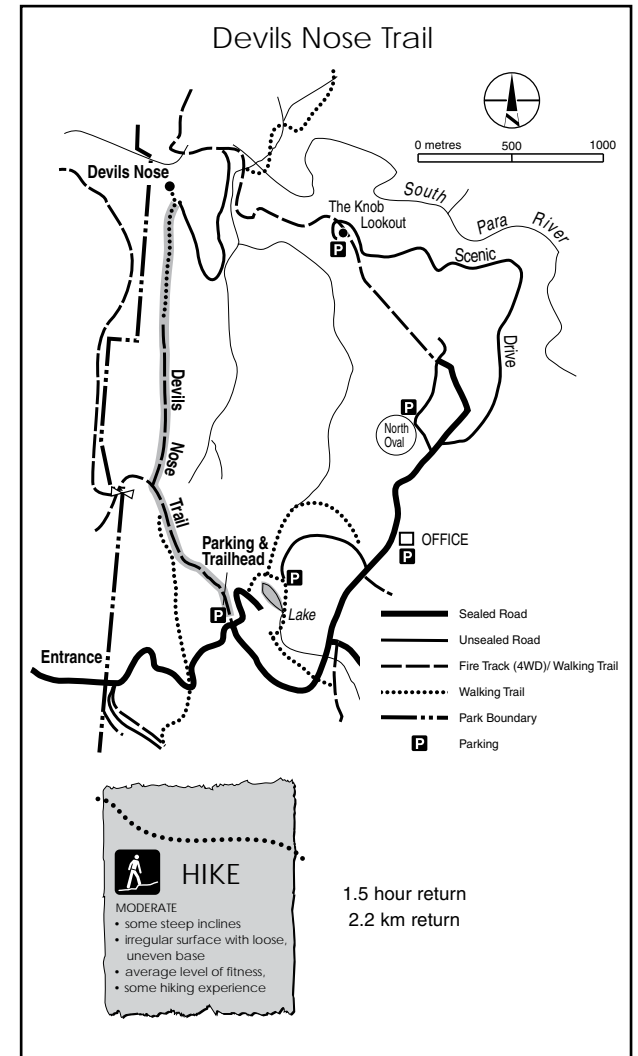 Devils Nose Trail
0 metres 500 1000
Devils Nose
South
Para
River
The Knob
Lookout
P
Scenic
Drive
Devils
Nose
Trail
P
North
Oval
OFFICE
P
Parking &
Trailhead
P
P
Lake
Entrance
Sealed Road
Unsealed Road
Fire Track (4WD)/ Walking Trail
Walking Trail
Park Boundary
P Parking
HIKE
MODERATE
• some steep inclines
• irregular surface with loose,
uneven base
• average level of fitness,
• some hiking experience
1.5 hour return
2.2 km return